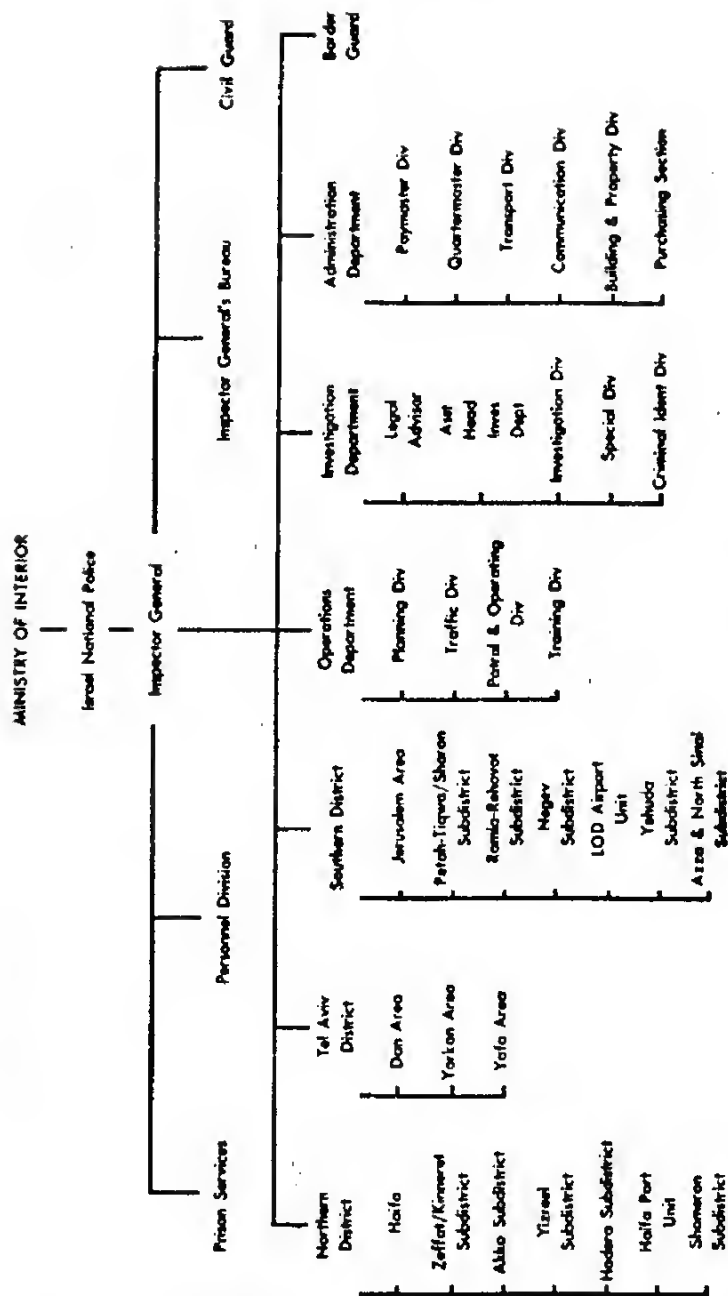 MINISTRY OF INTERIOR
Israel National Police
Inspector General
Prison Services
Personnel Division
Inspector General's Bureau
Civil Guard
Northern
District
Haifa
Zeffat/Kinneret
Subdistrict
Akko Subdistrict
Yizreel
Subdistrict
Hadera Subdistrict
Haifa Port
Unit
Shomeron
Subdistrict
Tel Aviv
District
Dan Area
Yarkon Area
Yafa Area
Southern District
Jerusalem Area
Petah-Tiqwa/Sharon
Subdistrict
Ramla-Rehovot
Subdistrict
Negev
Subdistrict
LOD Airport
Unit
Yehuda
Subdistrict
Azza & North Sinai
Subdistrict
Operations
Department
Planning Div
Traffic Div
Patrol & Operating
Div
Training Div
Investigation
Department
Legal
Advisor
Asst
Head
Inves
Dept
Investigation Div
Special Div
Criminal Ident Div
Administration
Department
Paymaster Div
Quartermaster Div
Transport Div
Communication Div
Building & Property Div
Purchasing Section
Border
Guard